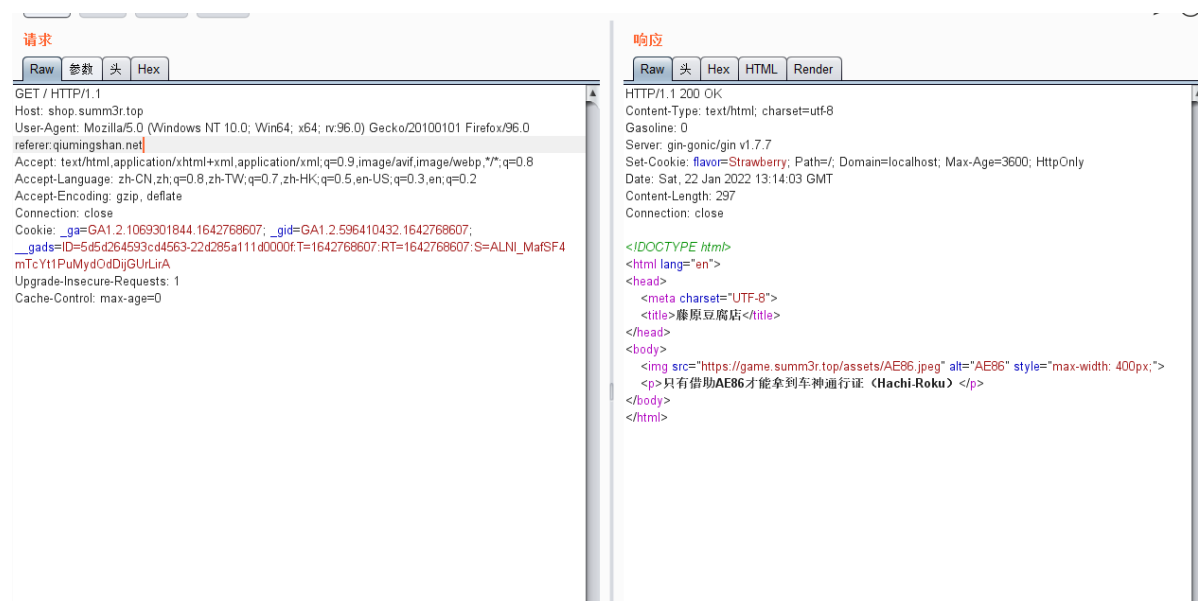 请求
Raw 参数 头 Hex
GET / HTTP/1.1
Host: shop.summ3r.top
User-Agent: Mozilla/5.0 (Windows NT 10.0; Win64; x64; rv:96.0) Gecko/20100101 Firefox/96.0
referer:qiumingshan.net
Accept: text/html,application/xhtml+xml,application/xml;q=0.9,image/avif,image/webp,*/*;q=0.8
Accept-Language: zh-CN,zh;q=0.8,zh-TW;q=0.7,zh-HK;q=0.5,en-US;q=0.3,en;q=0.2
Accept-Encoding: gzip, deflate
Connection: close
Cookie: _ga=GA1.2.1069301844.1642768607; _gid=GA1.2.596410432.1642768607;
__gads=ID=5d5d264593cd4563-22d285a111d0000f:T=1642768607:RT=1642768607:S=ALNI_MafSF4
mTcYt1PuMydOdDijGUrLirA
Upgrade-Insecure-Requests: 1
Cache-Control: max-age=0
响应
Raw 头 Hex HTML Render
HTTP/1.1 200 OK
Content-Type: text/html; charset=utf-8
Gasoline: 0
Server: gin-gonic/gin v1.7.7
Set-Cookie: flavor=Strawberry; Path=/; Domain=localhost; Max-Age=3600; HttpOnly
Date: Sat, 22 Jan 2022 13:14:03 GMT
Content-Length: 297
Connection: close
<!DOCTYPE html>
<html lang="en">
<head>
<meta charset="UTF-8">
<title>藤原豆腐店</title>
</head>
<body>
<img src="https://game.summ3r.top/assets/AE86.jpeg" alt="AE86" style="max-width: 400px;">
<p>只有借助AE86才能拿到车神通行证（Hachi-Roku）</p>
</body>
</html>